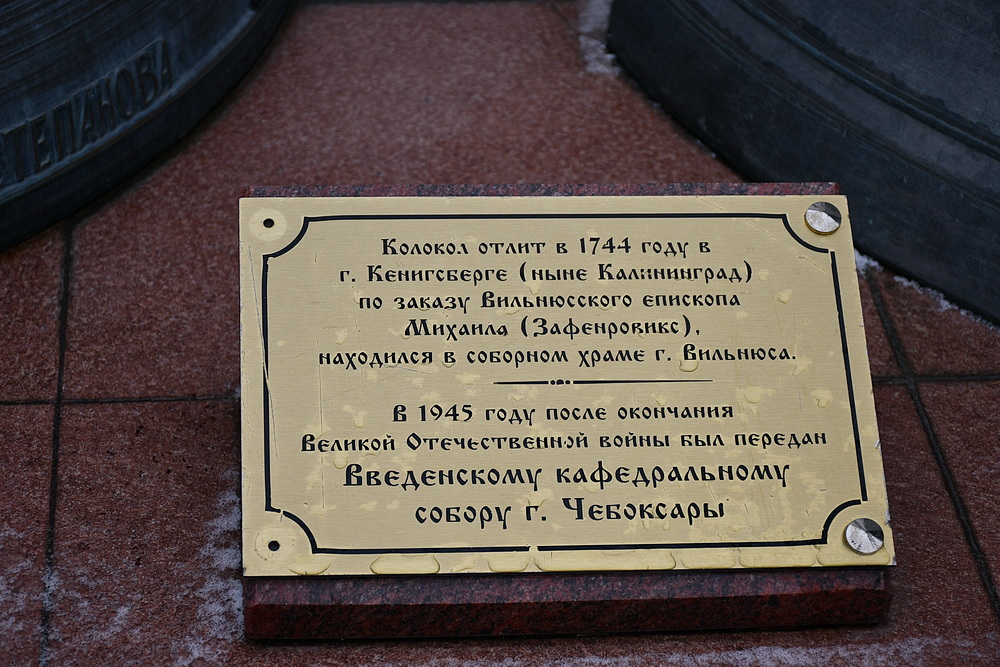 ТЕПАНОВА
Колокол отлит в 1744 году в
г. Кенигсберге (ныне Калининград)
по заказу Вильнюсского епископа
Михаила (Зафенровикс),
находился в соборном храме г. Вильнюса.
В 1945 году после окончания
Великой Отечественной войны был передан
Введенскому кафедральному
собору г. Чебоксары